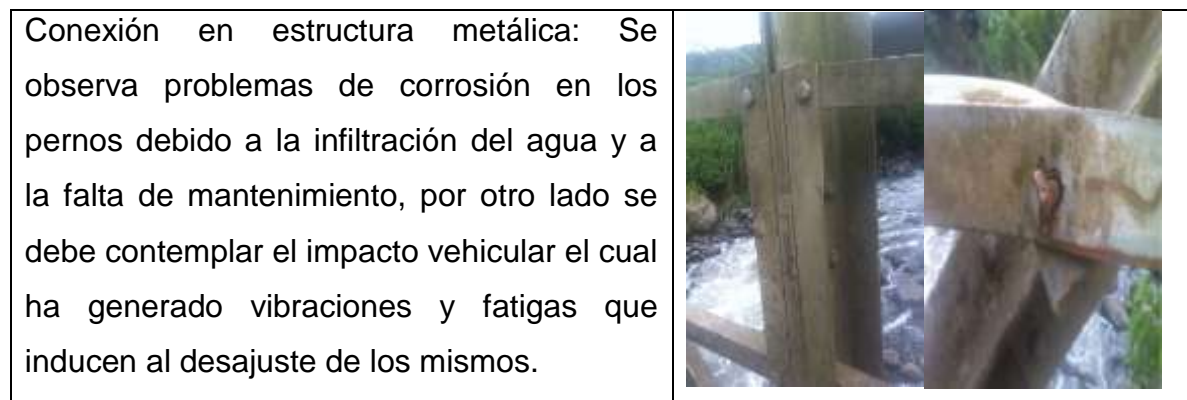 Conexión en estructura metálica: Se
observa problemas de corrosión en los
pernos debido a la infiltración del agua y a
la falta de mantenimiento, por otro lado se
debe contemplar el impacto vehicular el cual
ha generado vibraciones y fatigas que
inducen al desajuste de los mismos.